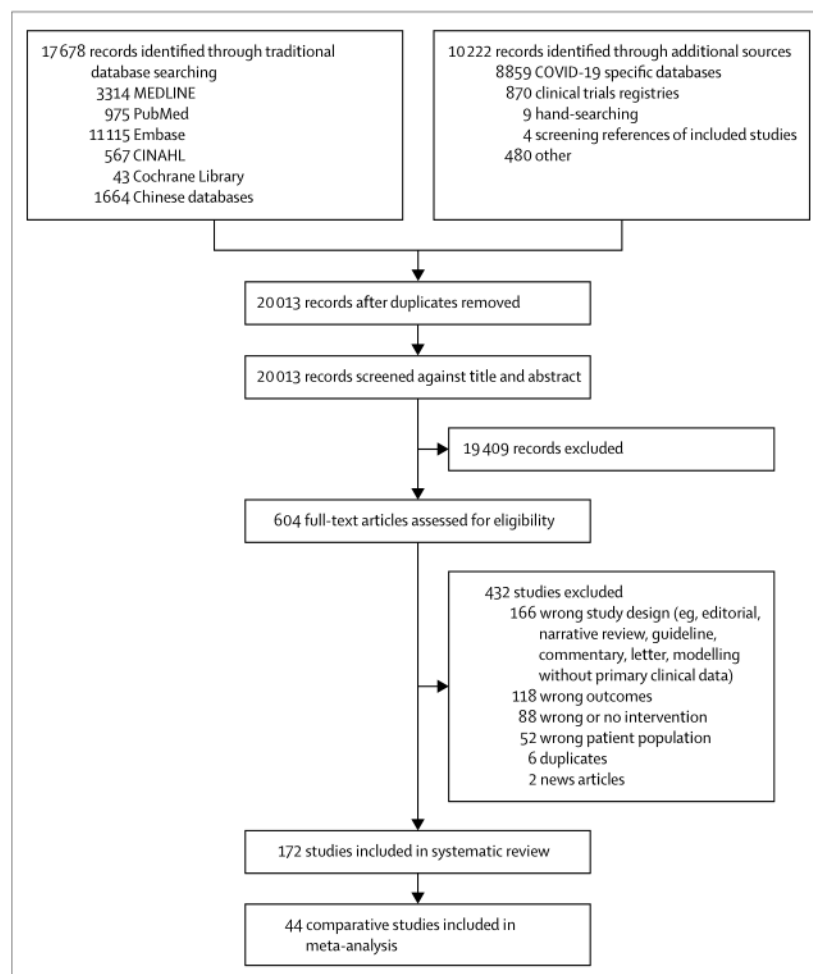 17 678 records identified through traditional
database searching
3314 MEDLINE
975 PubMed
11 115 Embase
567 CINAHL
43 Cochrane Library
1664 Chinese databases
10 222 records identified through additional sources
8859 COVID-19 specific databases
870 clinical trials registries
9 hand-searching
4 screening references of included studies
480 other
20 013 records after duplicates removed
20 013 records screened against title and abstract
19 409 records excluded
604 full-text articles assessed for eligibility
432 studies excluded
166 wrong study design (eg, editorial,
narrative review, guideline,
commentary, letter, modelling
without primary clinical data)
118 wrong outcomes
88 wrong or no intervention
52 wrong patient population
6 duplicates
2 news articles
172 studies included in systematic review
44 comparative studies included in
meta-analysis